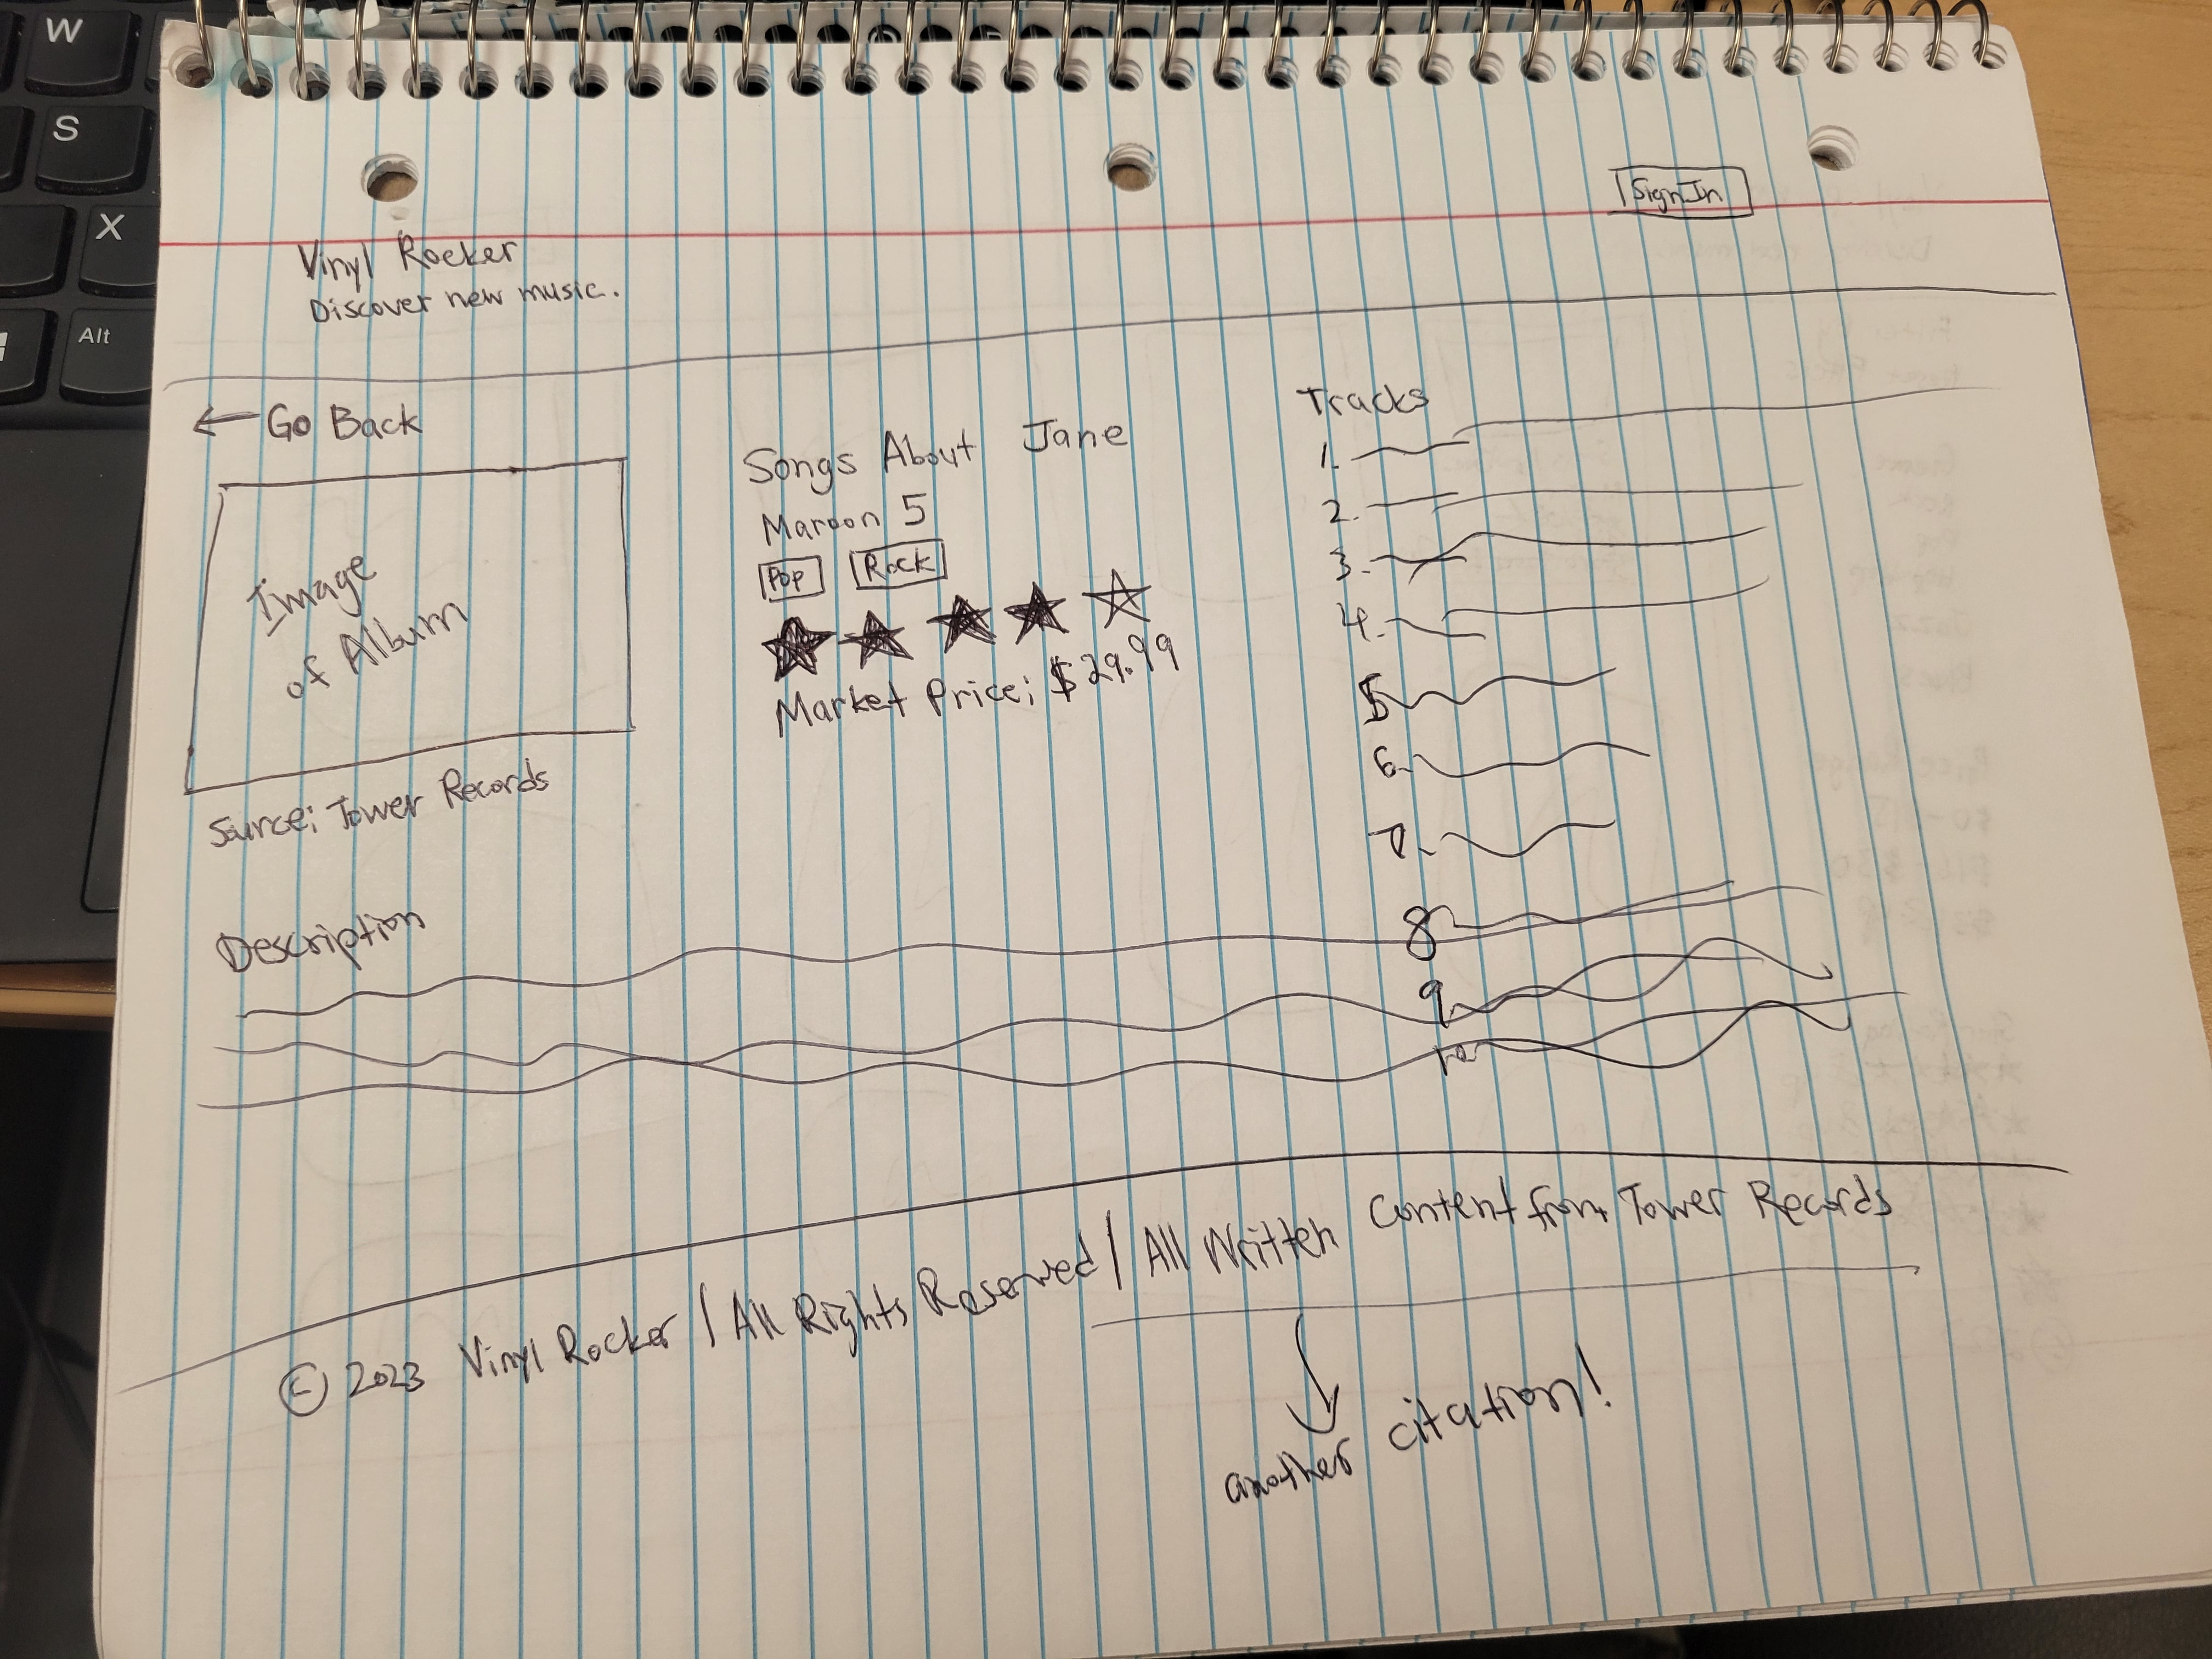 W
S
X
Alt
Sign In
Vinyl Rocker
Discover new music.
← Go Back
Image
of Album
Source: Tower Records
Songs About Jane
Maroon 5
Pop Rock
Market Price: $29.99
Tracks
1.
2.
3.
4.
5
6.
7.
8
9
10
Description
© 2023 Vinyl Rocker | All Rights Reserved | All Written Content from Tower Records
another citation!